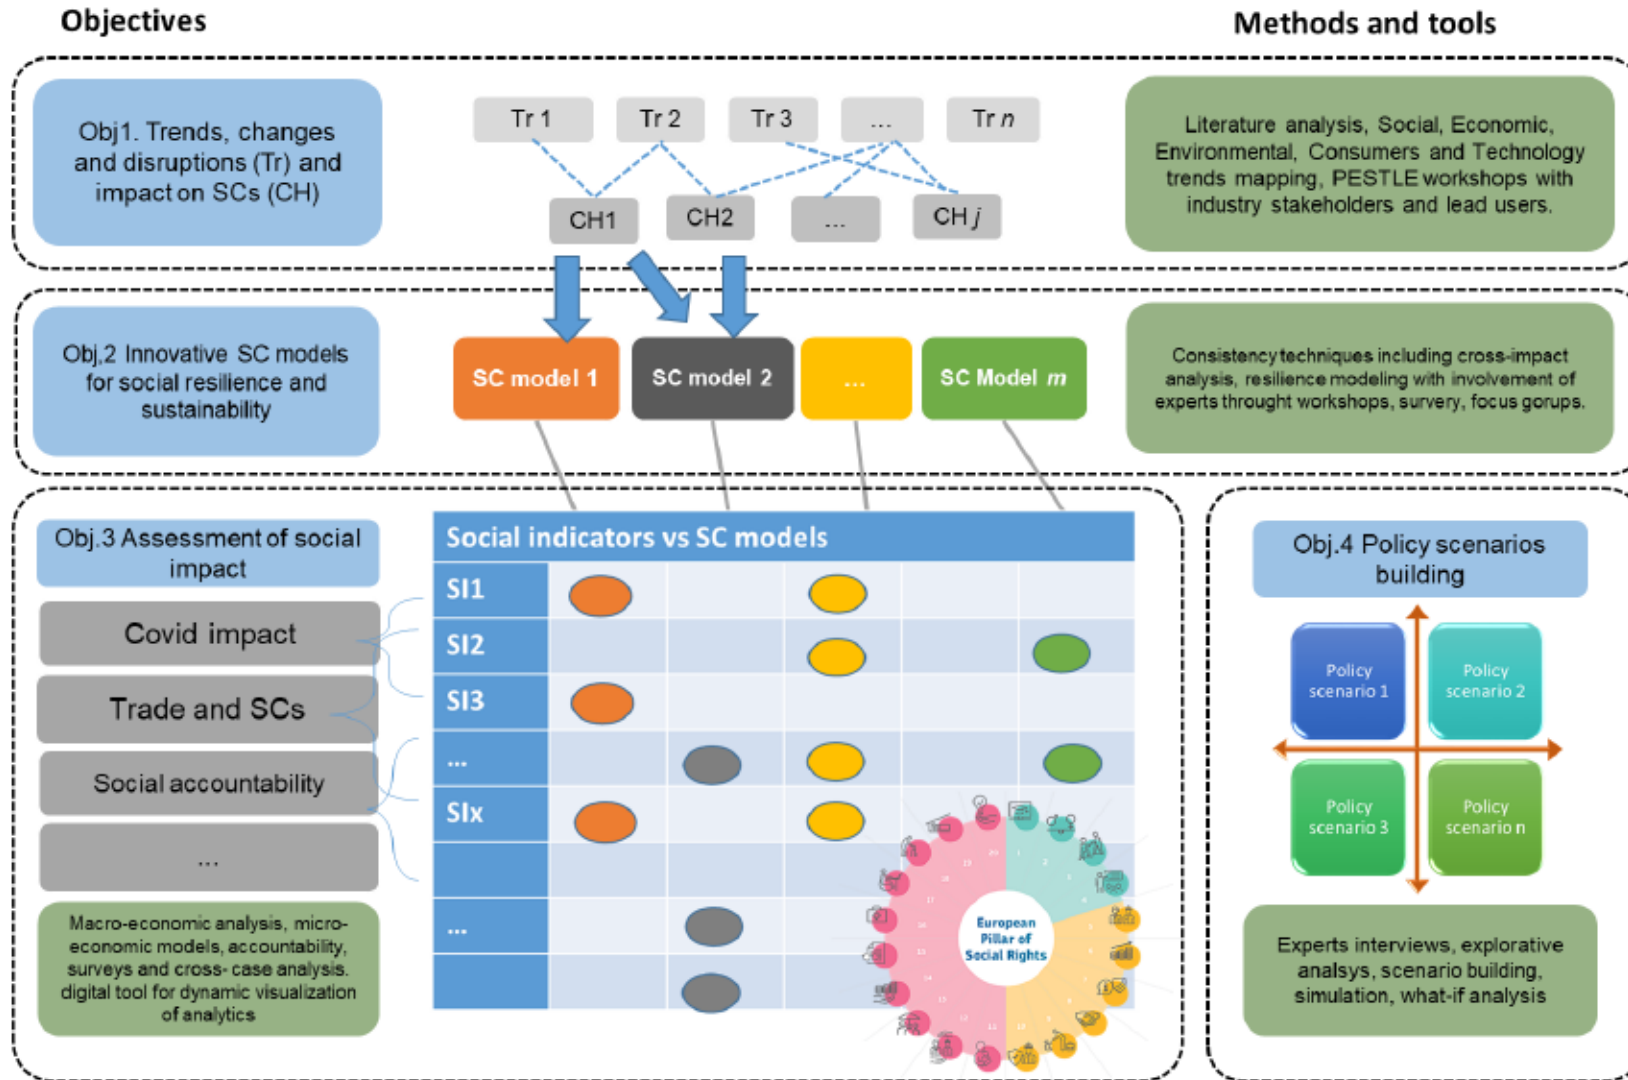 Objectives
Methods and tools
Obj1. Trends, changes
and disruptions (Tr) and
impact on SCs (CH)
Tr 1
Tr 2
Tr 3
...
Tr n
CH1
CH2
...
CH j
Literature analysis, Social, Economic,
Environmental, Consumers and Technology
trends mapping, PESTLE workshops with
industry stakeholders and lead users.
Obj,2 Innovative SC models
for social resilience and
sustainability
SC model 1
SC model 2
...
SC Model m
Consistency techniques including cross-impact
analysis, resilience modeling with involvement of
experts throught workshops, survery, focus gorups.
Obj.3 Assessment of social
impact
Covid impact
Trade and SCs
Social accountability
...
Macro-economic analysis, micro-
economic models, accountability,
surveys and cross- case analysis.
digital tool for dynamic visualization
of analytics
Social indicators vs SC models
SI1
SI2
SI3
...
SIx
...
European
Pillar of
Social Rights
Obj.4 Policy scenarios
building
Policy
scenario 1
Policy
scenario 2
Policy
scenario 3
Policy
scenario n
Experts interviews, explorative
analsys, scenario building,
simulation, what-if analysis